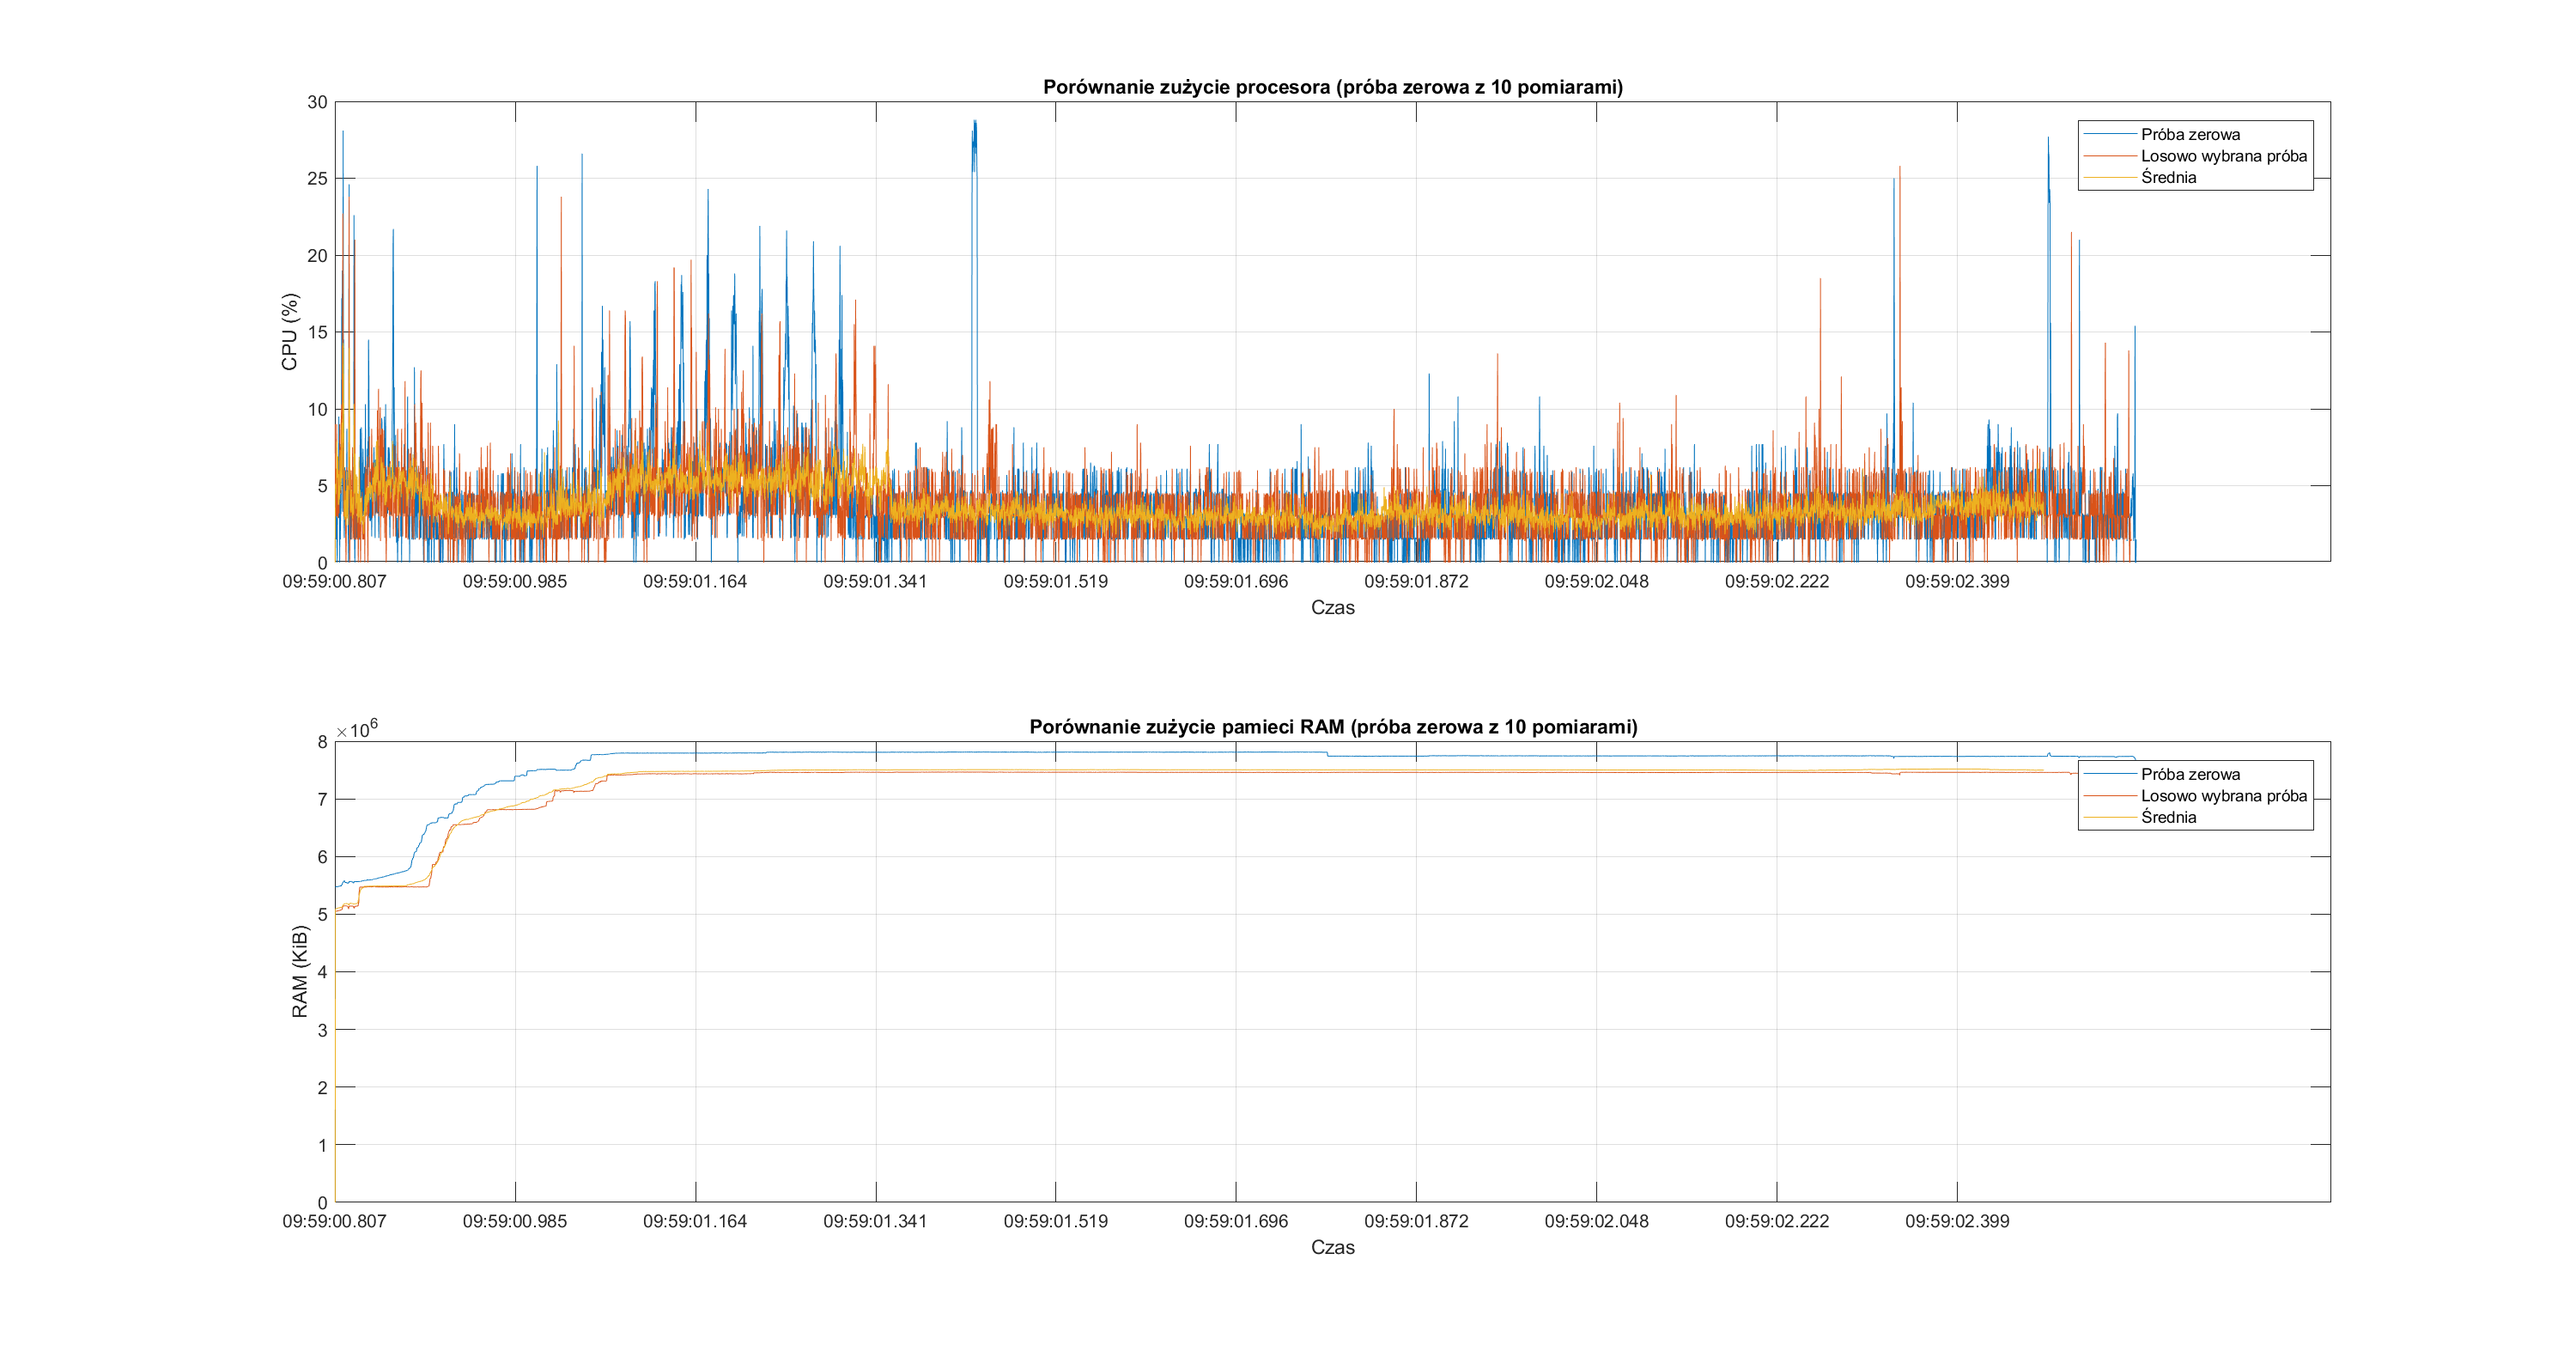 Porównanie zużycie procesora (próba zerowa z 10 pomiarami)
30
25
20
15
10
5
0
CPU (%)
Próba zerowa
Losowo wybrana próba
Średnia
09:59:00.807 09:59:00.985 09:59:01.164 09:59:01.341 09:59:01.519 09:59:01.696 09:59:01.872 09:59:02.048 09:59:02.222 09:59:02.399
Czas
Porównanie zużycie pamieci RAM (próba zerowa z 10 pomiarami)
×10⁶
8
7
6
5
4
3
2
1
0
RAM (KiB)
Próba zerowa
Losowo wybrana próba
Średnia
09:59:00.807 09:59:00.985 09:59:01.164 09:59:01.341 09:59:01.519 09:59:01.696 09:59:01.872 09:59:02.048 09:59:02.222 09:59:02.399
Czas